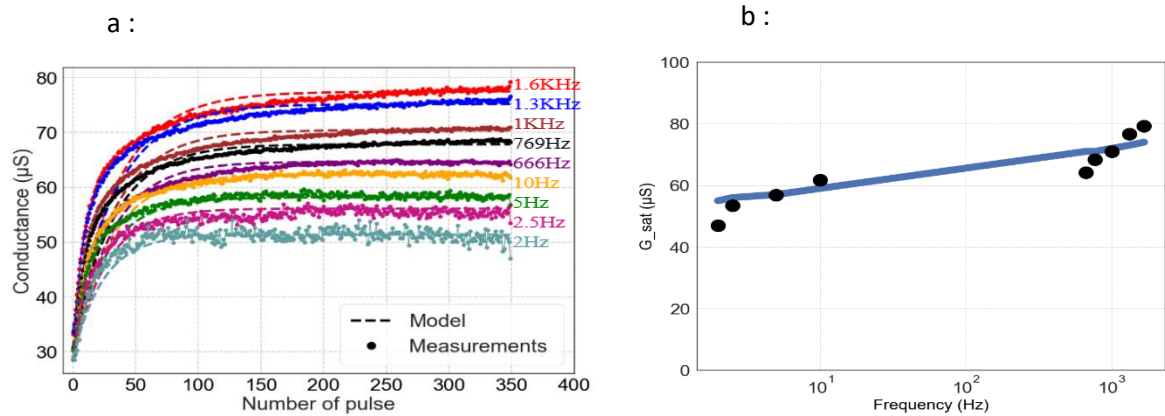 a :
b :
Conductance (µS)
80
70
60
50
40
30
1.6KHz
1.3KHz
1KHz
769Hz
666Hz
10Hz
5Hz
2.5Hz
2Hz
Model
Measurements
0 50 100 150 200 250 300 350 400
Number of pulse
G_sat (µS)
100
80
60
40
20
0
10¹ 10² 10³
Frequency (Hz)